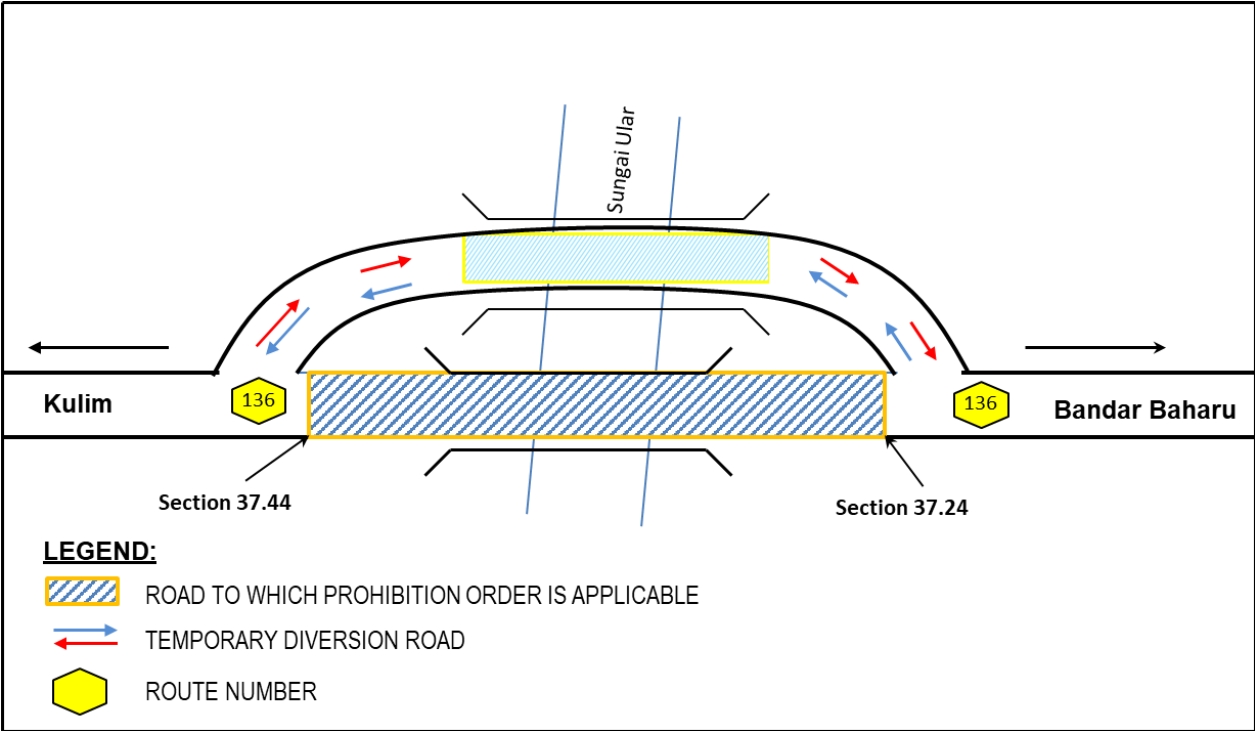 Sungai Ular
Kulim
136
136
Bandar Baharu
Section 37.44
Section 37.24
LEGEND:
ROAD TO WHICH PROHIBITION ORDER IS APPLICABLE
TEMPORARY DIVERSION ROAD
ROUTE NUMBER